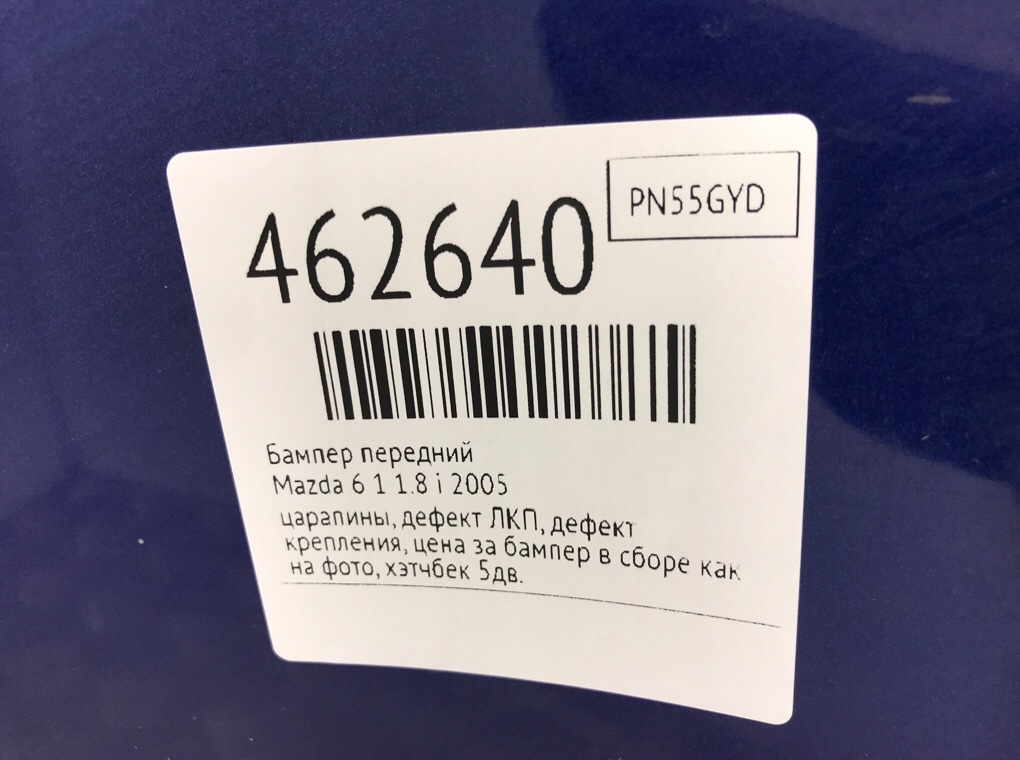 PN55GYD
462640
Бампер передний
Mazda 6 1 1.8 i 2005
царапины, дефект ЛКП, дефект
крепления, цена за бампер в сборе как
на фото, хэтчбек 5дв.